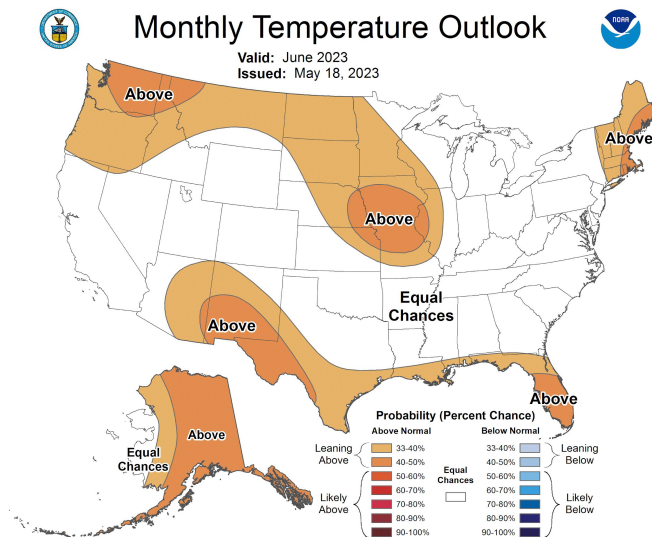 Monthly Temperature Outlook
NOAA
Valid: June 2023
Issued: May 18, 2023
Above
Above
Above
Equal
Chances
Above
Above
Above
Equal
Chances
Probability (Percent Chance)
Above Normal
Below Normal
Leaning
Above
33-40%
40-50%
Likely
Above
50-60%
60-70%
70-80%
80-90%
90-100%
Equal
Chances
33-40%
40-50%
Leaning
Below
50-60%
60-70%
70-80%
80-90%
90-100%
Likely
Below